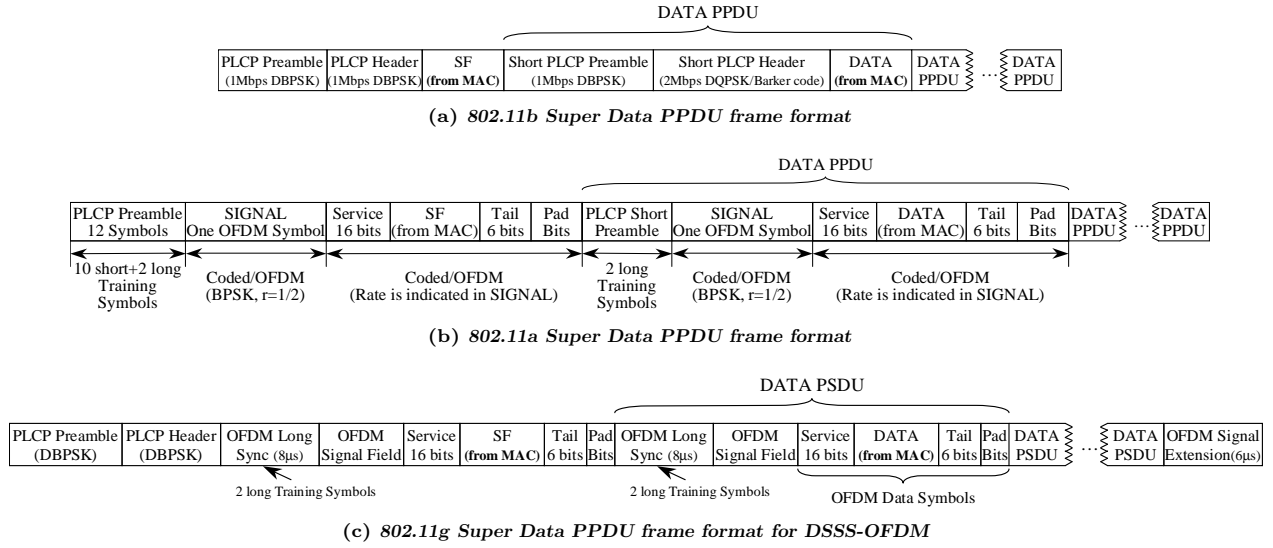 DATA PPDU
PLCP Preamble PLCP Header SF Short PLCP Preamble Short PLCP Header DATA DATA DATA
(1Mbps DBPSK) (1Mbps DBPSK) (from MAC) (1Mbps DBPSK) (2Mbps DQPSK/Barker code) (from MAC) PPDU ... PPDU
(a) 802.11b Super Data PPDU frame format
DATA PPDU
PLCP Preamble SIGNAL Service SF Tail Pad PLCP Short SIGNAL Service DATA Tail Pad DATA DATA
12 Symbols One OFDM Symbol 16 bits (from MAC) 6 bits Bits Preamble One OFDM Symbol 16 bits (from MAC) 6 bits Bits PPDU ... PPDU
10 short+2 long Coded/OFDM Coded/OFDM 2 long Coded/OFDM Coded/OFDM
Training (BPSK, r=1/2) (Rate is indicated in SIGNAL) Training (BPSK, r=1/2) (Rate is indicated in SIGNAL)
Symbols Symbols
(b) 802.11a Super Data PPDU frame format
DATA PSDU
PLCP Preamble PLCP Header OFDM Long OFDM Service SF Tail Pad OFDM Long OFDM Service DATA Tail Pad DATA DATA OFDM Signal
(DBPSK) (DBPSK) Sync (8μs) Signal Field 16 bits (from MAC) 6 bits Bits Sync (8μs) Signal Field 16 bits (from MAC) 6 bits Bits PSDU ... PSDU Extension(6μs)
2 long Training Symbols 2 long Training Symbols OFDM Data Symbols
(c) 802.11g Super Data PPDU frame format for DSSS-OFDM